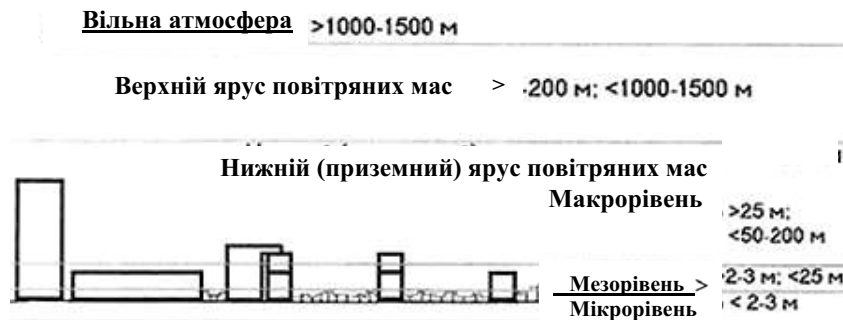 Вільна атмосфера >1000-1500 м
Верхній ярус повітряних мас > -200 м; <1000-1500 м
Нижній (приземний) ярус повітряних мас
Макрорівень >25 м;
<50-200 м
Мезорівень > 2-3 м; <25 м
Мікрорівень < 2-3 м